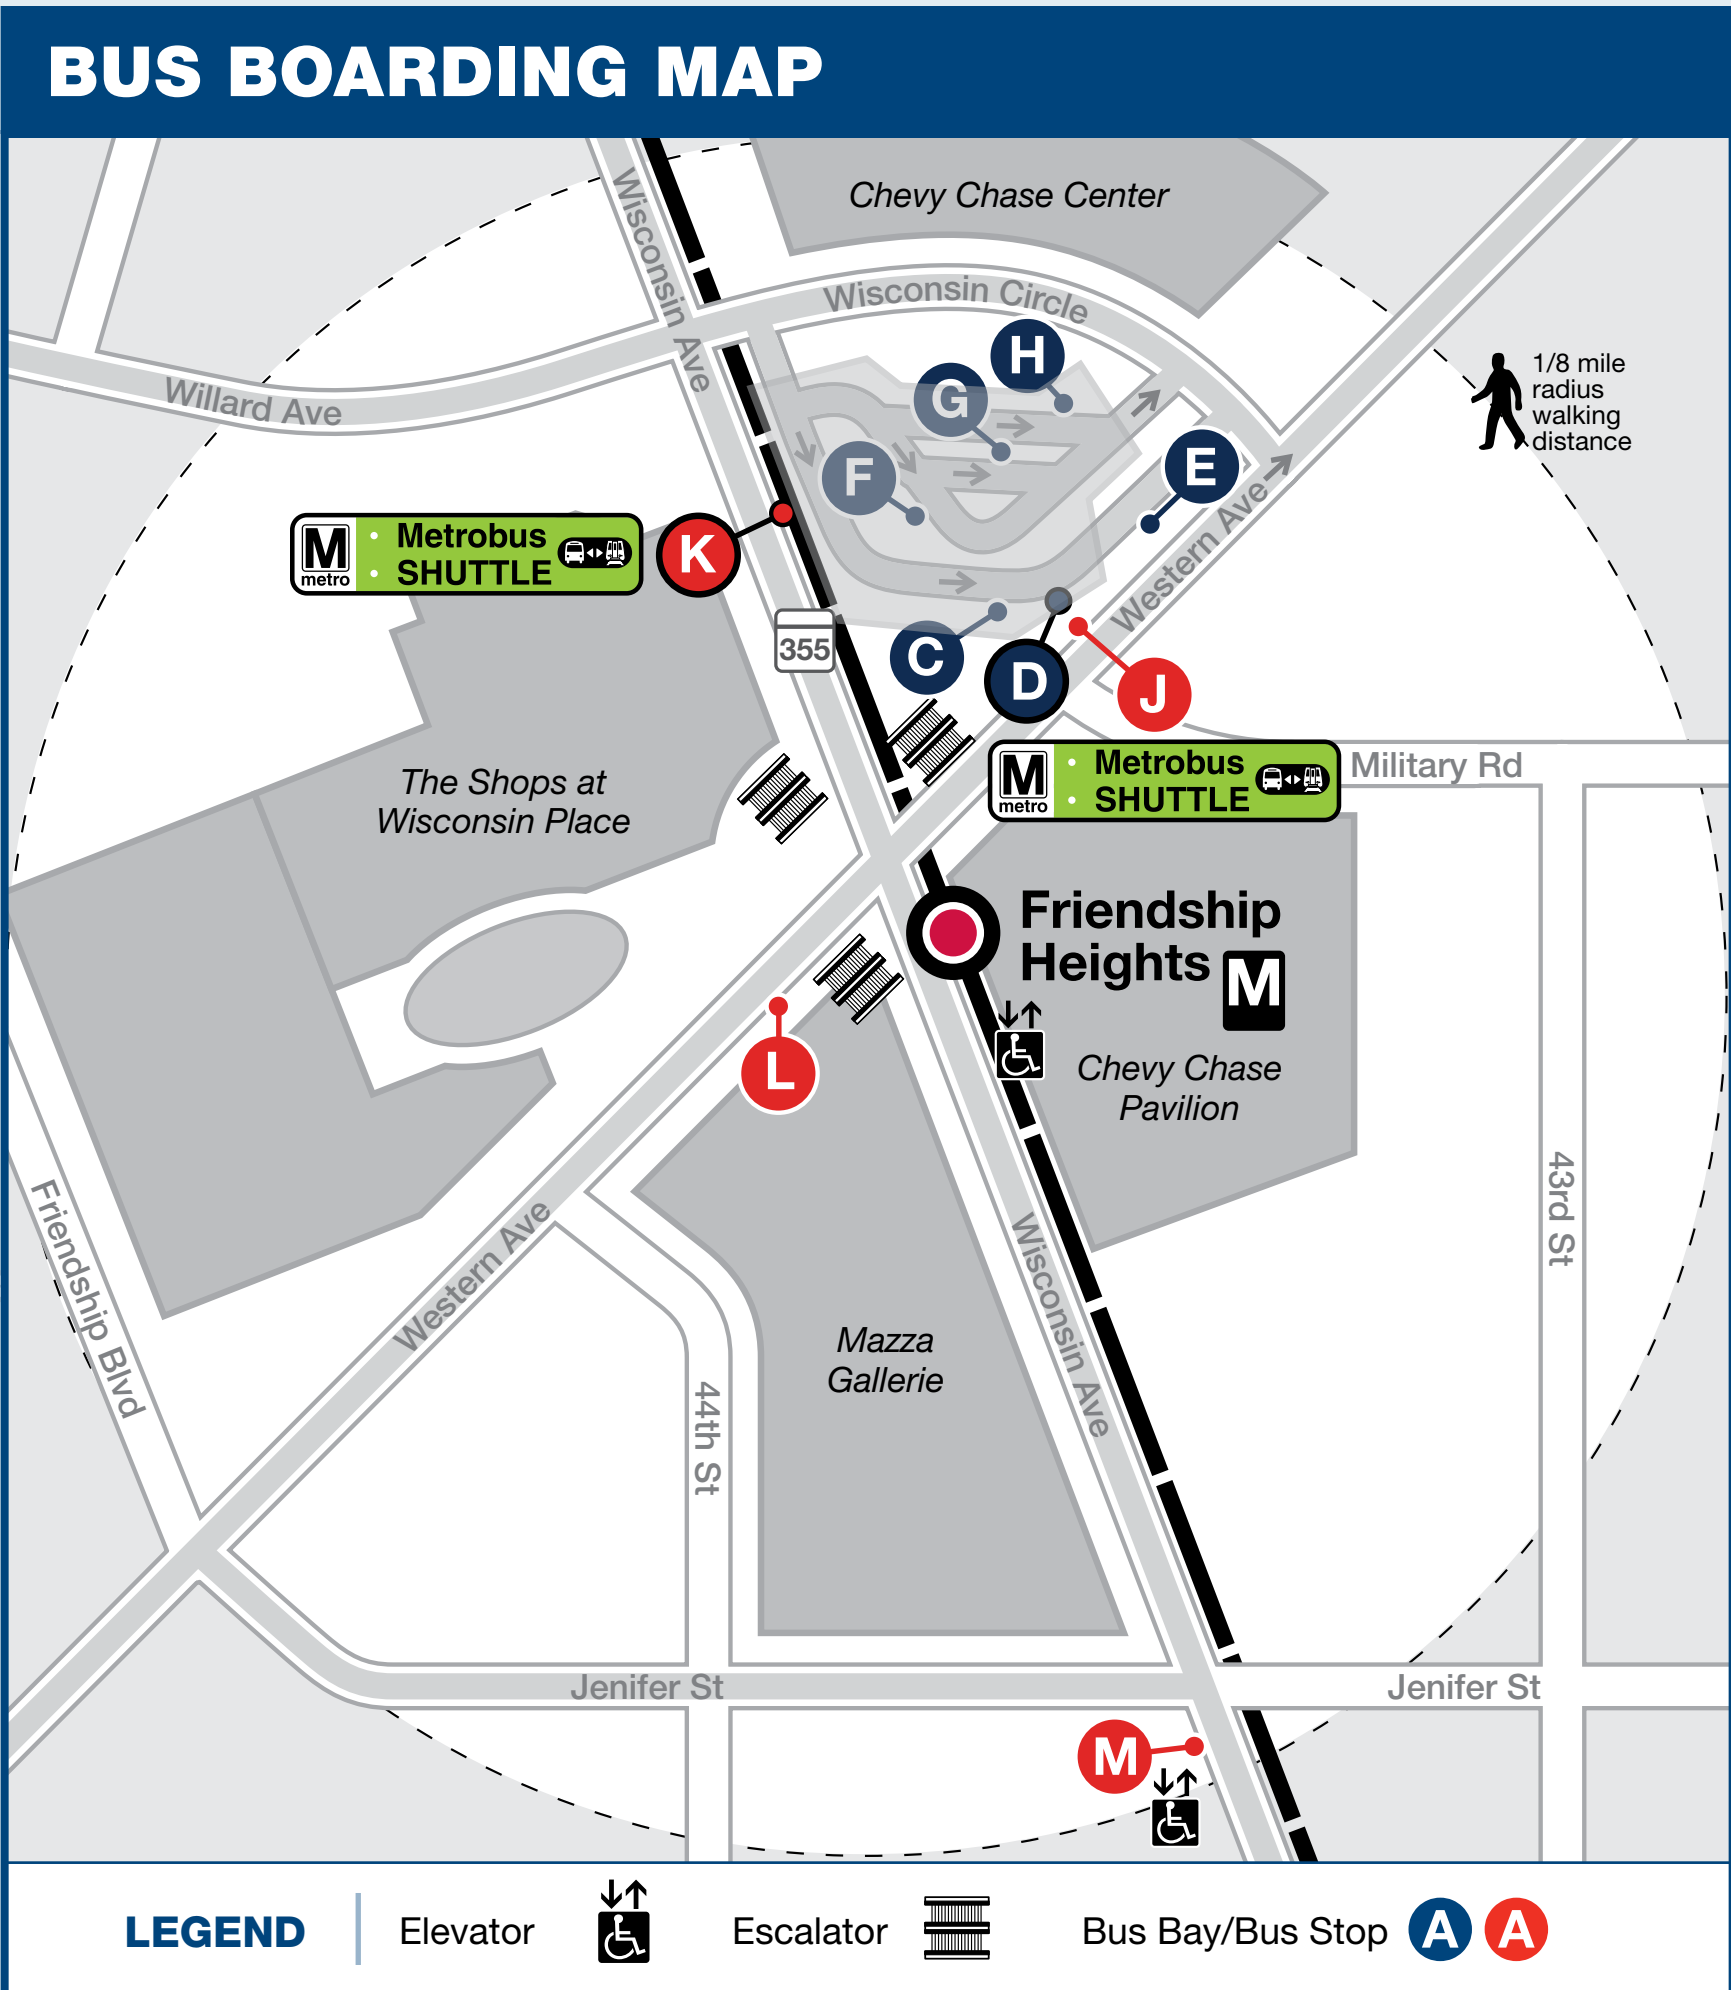 BUS BOARDING MAP
Chevy Chase Center
Wisconsin Ave
Wisconsin Circle
Willard Ave
H
G
F
E
1/8 mile
radius
walking
distance
M
metro
• Metrobus
• SHUTTLE
K
355
C
D
J
Western Ave
M
metro
• Metrobus
• SHUTTLE
Military Rd
The Shops at
Wisconsin Place
Friendship
Heights
M
Chevy Chase
Pavilion
L
Friendship Blvd
Western Ave
Wisconsin Ave
43rd St
Mazza
Gallerie
44th St
Jenifer St
Jenifer St
M
LEGEND
Elevator
Escalator
Bus Bay/Bus Stop
A
A